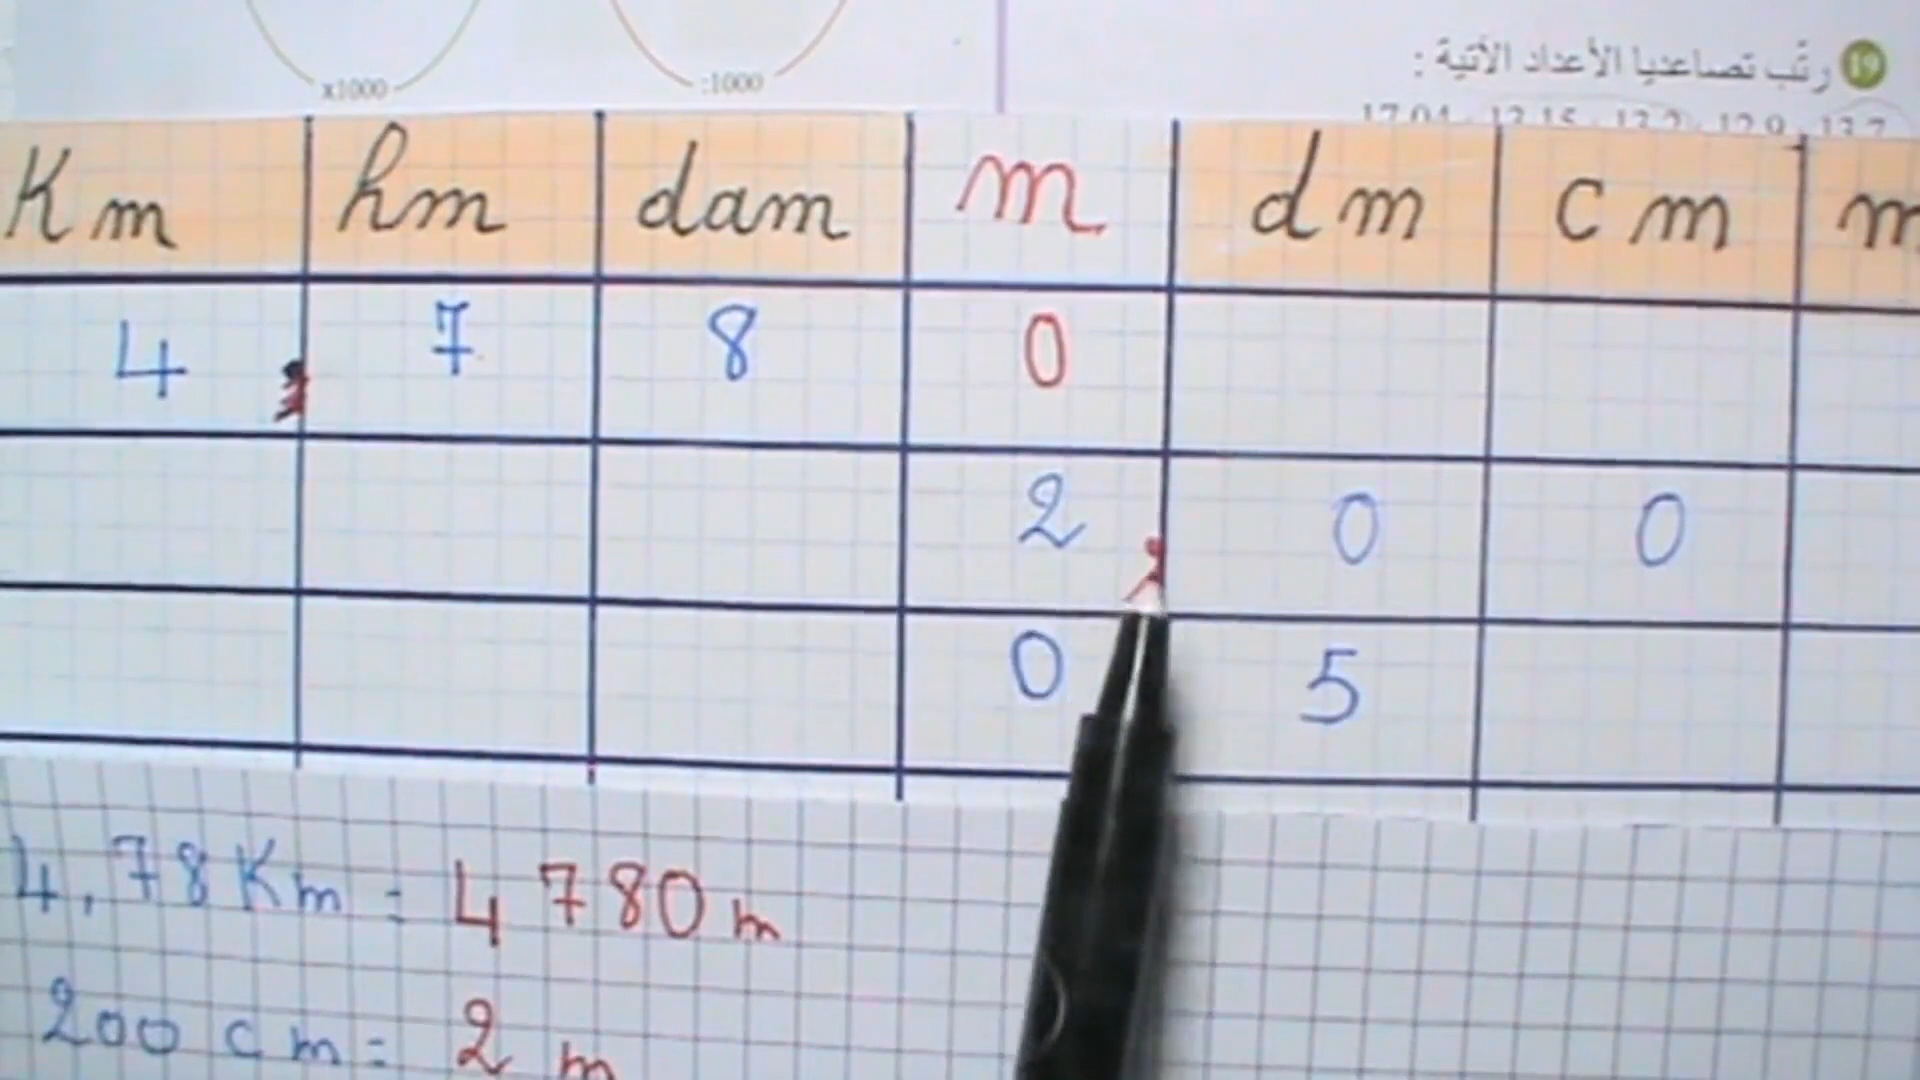 x1000 :1000
19 رتّب تصاعديا الأعداد الآتية :
Km hm dam m dm cm m
4 , 7 8 0
2 , 0 0
0 5
4,78 Km = 4 780 m
200 cm = 2 m